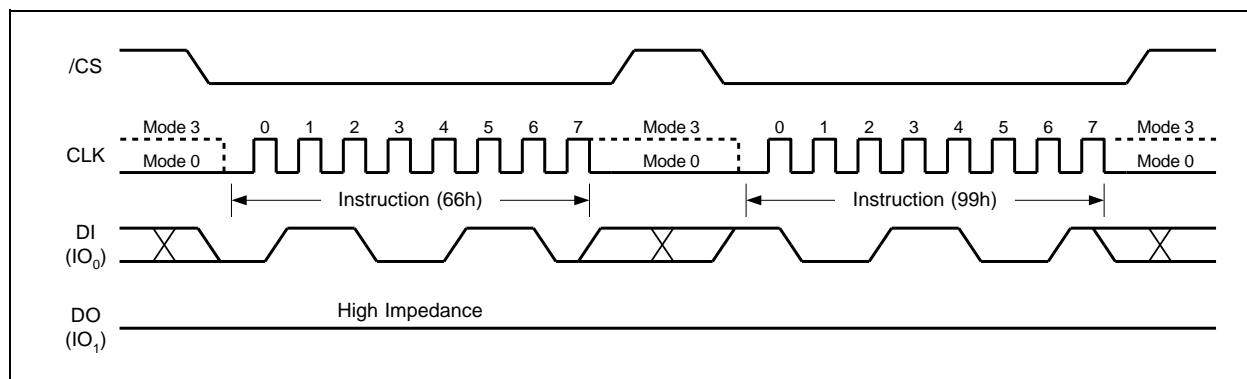 /CS
Mode 3 0 1 2 3 4 5 6 7 Mode 3 0 1 2 3 4 5 6 7 Mode 3
CLK Mode 0 Mode 0 Mode 0
Instruction (66h) Instruction (99h)
DI
(IO0)
High Impedance
DO
(IO1)